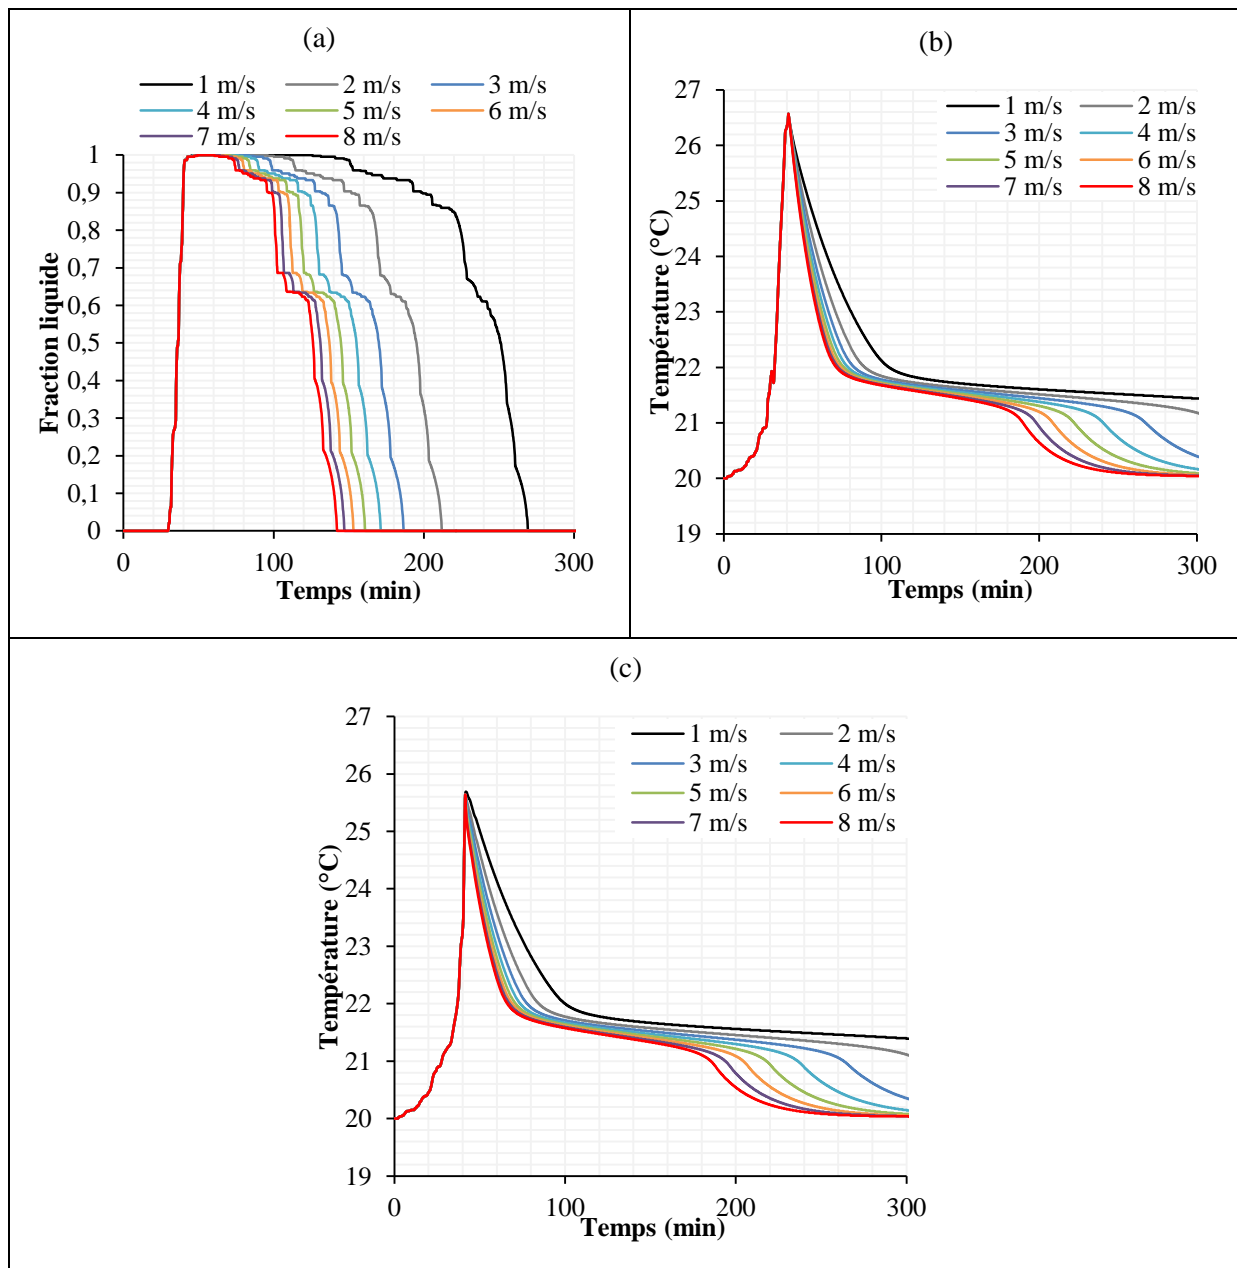 (a)
1 m/s 2 m/s 3 m/s
4 m/s 5 m/s 6 m/s
7 m/s 8 m/s
1
0,9
0,8
0,7
0,6
0,5
0,4
0,3
0,2
0,1
0
Fraction liquide
0 100 200 300
Temps (min)
(b)
1 m/s 2 m/s
3 m/s 4 m/s
5 m/s 6 m/s
7 m/s 8 m/s
27
26
25
24
23
22
21
20
19
Température (°C)
0 100 200 300
Temps (min)
(c)
1 m/s 2 m/s
3 m/s 4 m/s
5 m/s 6 m/s
7 m/s 8 m/s
27
26
25
24
23
22
21
20
19
Température (°C)
0 100 200 300
Temps (min)